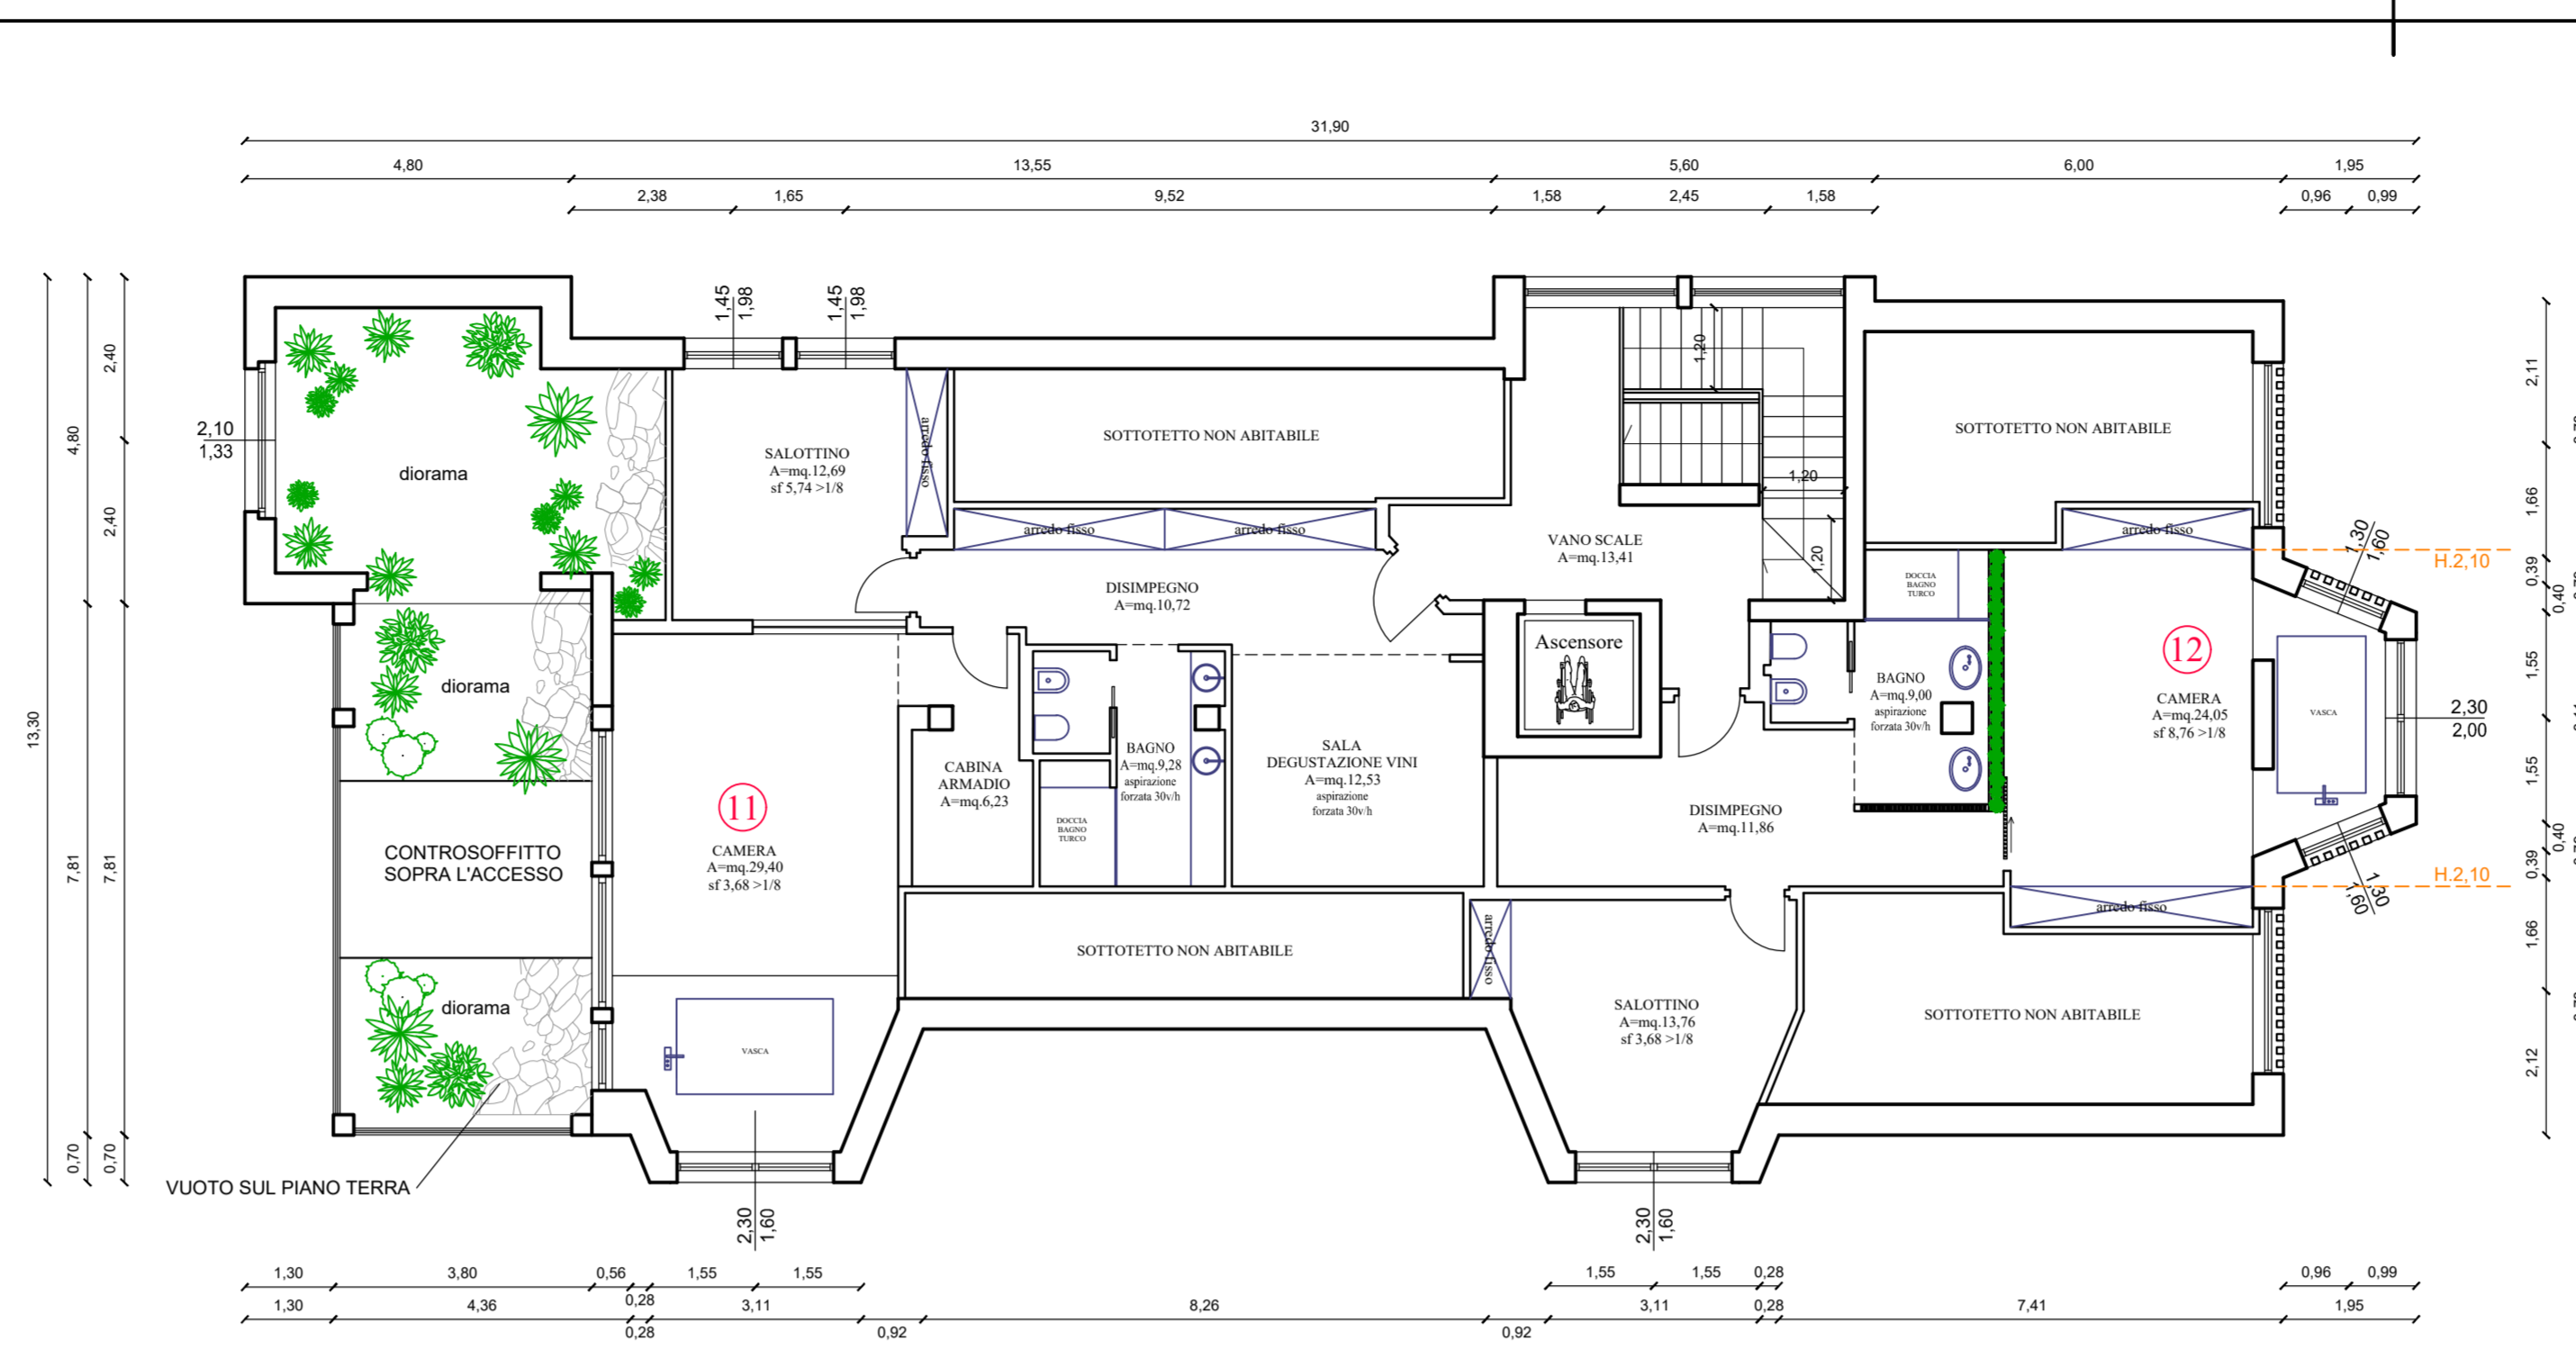 31,90
4,80
13,55
5,60
6,00
1,95
2,38
1,65
9,52
1,58
2,45
1,58
0,96
0,99
13,30
4,80
7,81
0,70
2,40
2,40
7,81
0,70
2,10
1,33
1,45
1,98
1,45
1,98
diorama
SALOTTINO
A=mq.12,69
sf 5,74 >1/8
arredo fisso
SOTTOTETTO NON ABITABILE
arredo fisso
arredo fisso
DISIMPEGNO
A=mq.10,72
VANO SCALE
A=mq.13,41
1,20
1,20
1,20
SOTTOTETTO NON ABITABILE
arredo fisso
H.2,10
1,30
1,60
diorama
CONTROSOFFITTO
SOPRA L'ACCESSO
diorama
VUOTO SUL PIANO TERRA
11
CAMERA
A=mq.29,40
sf 3,68 >1/8
VASCA
CABINA
ARMADIO
A=mq.6,23
BAGNO
A=mq.9,28
aspirazione
forzata 30v/h
DOCCIA
BAGNO
TURCO
SALA
DEGUSTAZIONE VINI
A=mq.12,53
aspirazione
forzata 30v/h
Ascensore
DOCCIA
BAGNO
TURCO
BAGNO
A=mq.9,00
aspirazione
forzata 30v/h
DISIMPEGNO
A=mq.11,86
12
CAMERA
A=mq.24,05
sf 8,76 >1/8
VASCA
2,30
2,00
H.2,10
1,30
1,60
arredo fisso
SOTTOTETTO NON ABITABILE
arredo fisso
SALOTTINO
A=mq.13,76
sf 3,68 >1/8
SOTTOTETTO NON ABITABILE
2,30
1,60
2,30
1,60
2,11
1,66
0,39
0,40
1,55
1,55
0,40
0,39
1,66
2,12
1,30
3,80
0,56
0,28
1,55
1,55
1,55
1,55
0,28
0,96
0,99
1,30
4,36
0,28
3,11
0,92
8,26
0,92
3,11
0,28
7,41
1,95